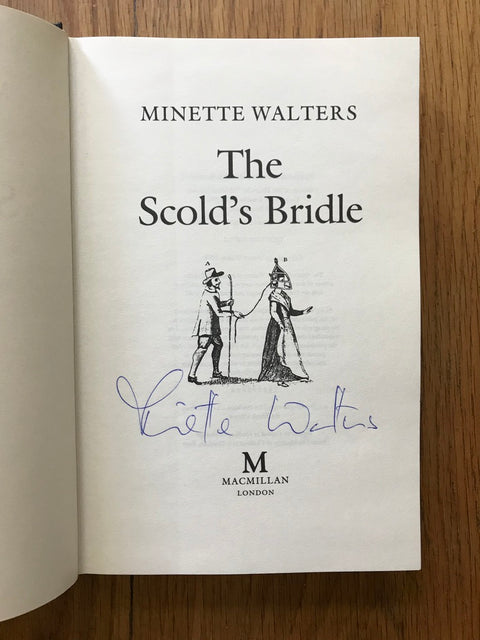 MINETTE WALTERS
The
Scold's Bridle
A
B
Minette Walters
M
MACMILLAN
LONDON